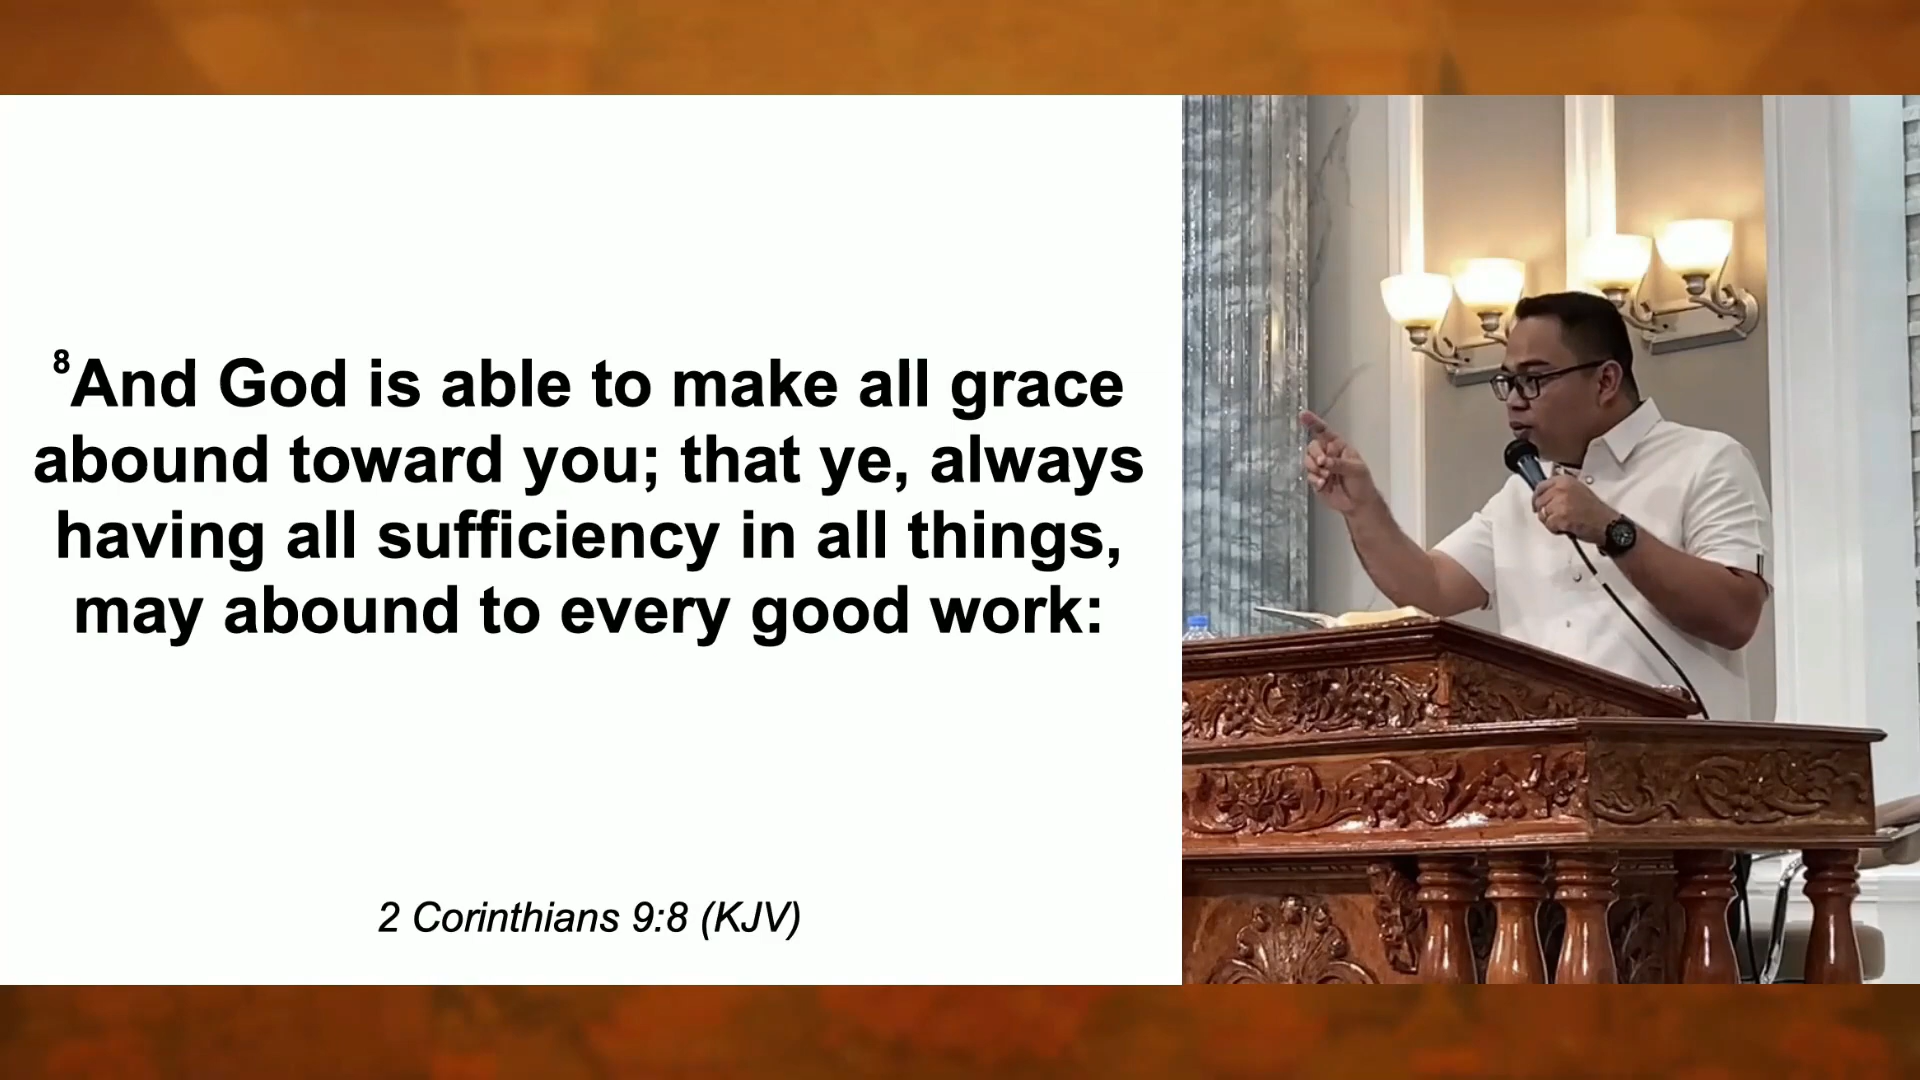 ⁸And God is able to make all grace
abound toward you; that ye, always
having all sufficiency in all things,
may abound to every good work:
2 Corinthians 9:8 (KJV)